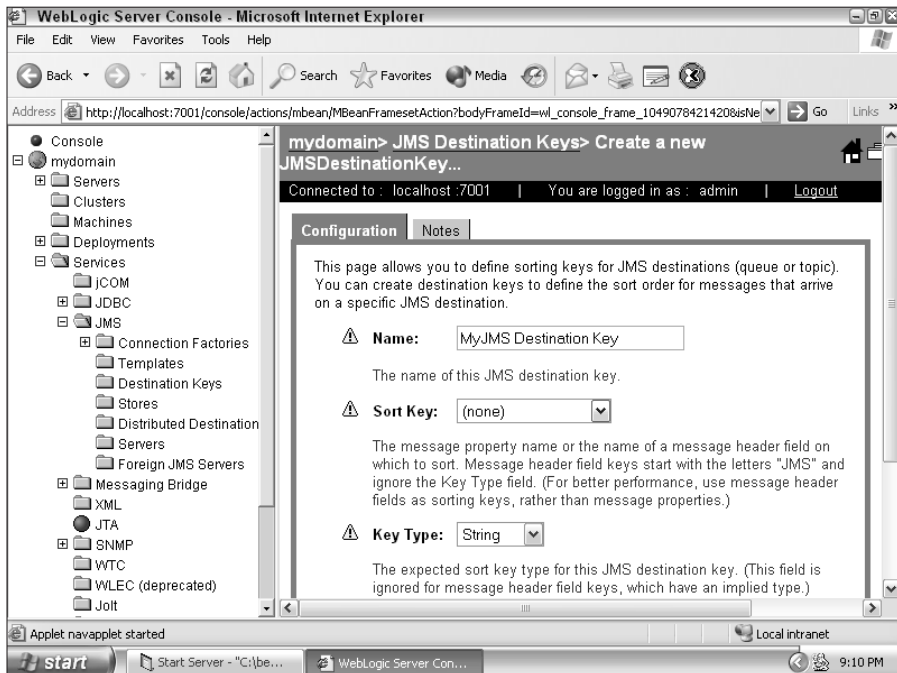 WebLogic Server Console - Microsoft Internet Explorer
File Edit View Favorites Tools Help
Back Search Favorites Media
Address http://localhost:7001/console/actions/mbean/MBeanFramesetAction?bodyFrameId=wl_console_frame_1049078421420&isNe Go Links »
Console
mydomain
Servers
Clusters
Machines
Deployments
Services
jCOM
JDBC
JMS
Connection Factories
Templates
Destination Keys
Stores
Distributed Destination
Servers
Foreign JMS Servers
Messaging Bridge
XML
JTA
SNMP
WTC
WLEC (deprecated)
Jolt
mydomain> JMS Destination Keys> Create a new
JMSDestinationKey...
Connected to : localhost :7001 | You are logged in as : admin | Logout
Configuration Notes
This page allows you to define sorting keys for JMS destinations (queue or topic).
You can create destination keys to define the sort order for messages that arrive
on a specific JMS destination.
Name: MyJMS Destination Key
The name of this JMS destination key.
Sort Key: (none)
The message property name or the name of a message header field on
which to sort. Message header field keys start with the letters "JMS" and
ignore the Key Type field. (For better performance, use message header
fields as sorting keys, rather than message properties.)
Key Type: String
The expected sort key type for this JMS destination key. (This field is
ignored for message header field keys, which have an implied type.)
Applet navapplet started Local intranet
start Start Server - "C:\be... WebLogic Server Con... 9:10 PM